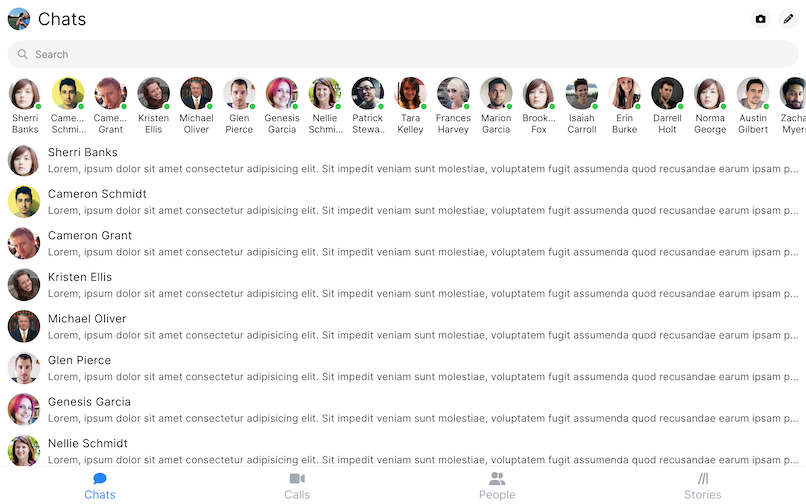 Chats
Search
Sherri Banks
Came... Schmi...
Came... Grant
Kristen Ellis
Michael Oliver
Glen Pierce
Genesis Garcia
Nellie Schmi...
Patrick Stewa..
Tara Kelley
Frances Harvey
Marion Garcia
Brook... Fox
Isaiah Carroll
Erin Burke
Darrell Holt
Norma George
Austin Gilbert
Zacha Myers
Sherri Banks
Lorem, ipsum dolor sit amet consectetur adipisicing elit. Sit impedit veniam sunt molestiae, voluptatem fugit assumenda quod recusandae earum ipsam p...
Cameron Schmidt
Lorem, ipsum dolor sit amet consectetur adipisicing elit. Sit impedit veniam sunt molestiae, voluptatem fugit assumenda quod recusandae earum ipsam p...
Cameron Grant
Lorem, ipsum dolor sit amet consectetur adipisicing elit. Sit impedit veniam sunt molestiae, voluptatem fugit assumenda quod recusandae earum ipsam p...
Kristen Ellis
Lorem, ipsum dolor sit amet consectetur adipisicing elit. Sit impedit veniam sunt molestiae, voluptatem fugit assumenda quod recusandae earum ipsam p...
Michael Oliver
Lorem, ipsum dolor sit amet consectetur adipisicing elit. Sit impedit veniam sunt molestiae, voluptatem fugit assumenda quod recusandae earum ipsam p...
Glen Pierce
Lorem, ipsum dolor sit amet consectetur adipisicing elit. Sit impedit veniam sunt molestiae, voluptatem fugit assumenda quod recusandae earum ipsam p...
Genesis Garcia
Lorem, ipsum dolor sit amet consectetur adipisicing elit. Sit impedit veniam sunt molestiae, voluptatem fugit assumenda quod recusandae earum ipsam p...
Nellie Schmidt
Lorem, ipsum dolor sit amet consectetur adipisicing elit. Sit impedit veniam sunt molestiae, voluptatem fugit assumenda quod recusandae earum ipsam p...
Chats
Calls
People
Stories